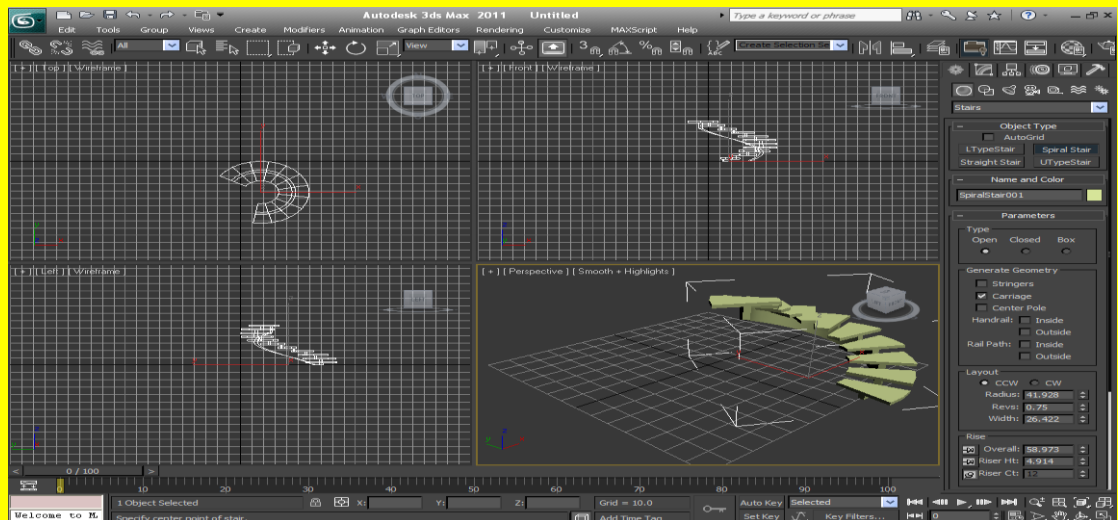 Autodesk 3ds Max 2011 Untitled Type a keyword or phrase
Edit Tools Group Views Create Modifiers Animation Graph Editors Rendering Customize MAXScript Help
All View 3 Create Selection Se
[ + ] [ Top ] [ Wireframe ]
TOP
[ + ] [ Front ] [ Wireframe ]
[ + ] [ Left ] [ Wireframe ]
[ + ] [ Perspective ] [ Smooth + Highlights ]
Stairs
Object Type
AutoGrid
LTypeStair Spiral Stair
Straight Stair UTypeStair
Name and Color
SpiralStair001
Parameters
Type
Open Closed Box
Generate Geometry
Stringers
Carriage
Center Pole
Handrail: Inside
Outside
Rail Path: Inside
Outside
Layout
CCW CW
Radius: 41.928
Revs: 0.75
Width: 26.422
Rise
Overall: 58.973
Riser Ht: 4.914
Riser Ct: 12
< 0 / 100 >
0 10 20 30 40 50 60 70 80 90 100
1 Object Selected X: Y: Z: Grid = 10.0 Auto Key Selected
Welcome to M. Specify center point of stair. Add Time Tag Set Key Key Filters... 0